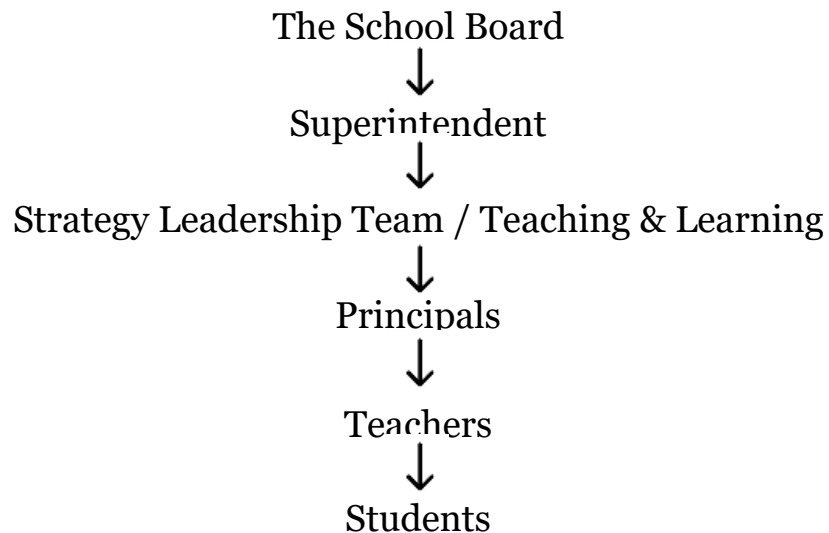 The School Board
Superintendent
Strategy Leadership Team / Teaching & Learning
Principals
Teachers
Students